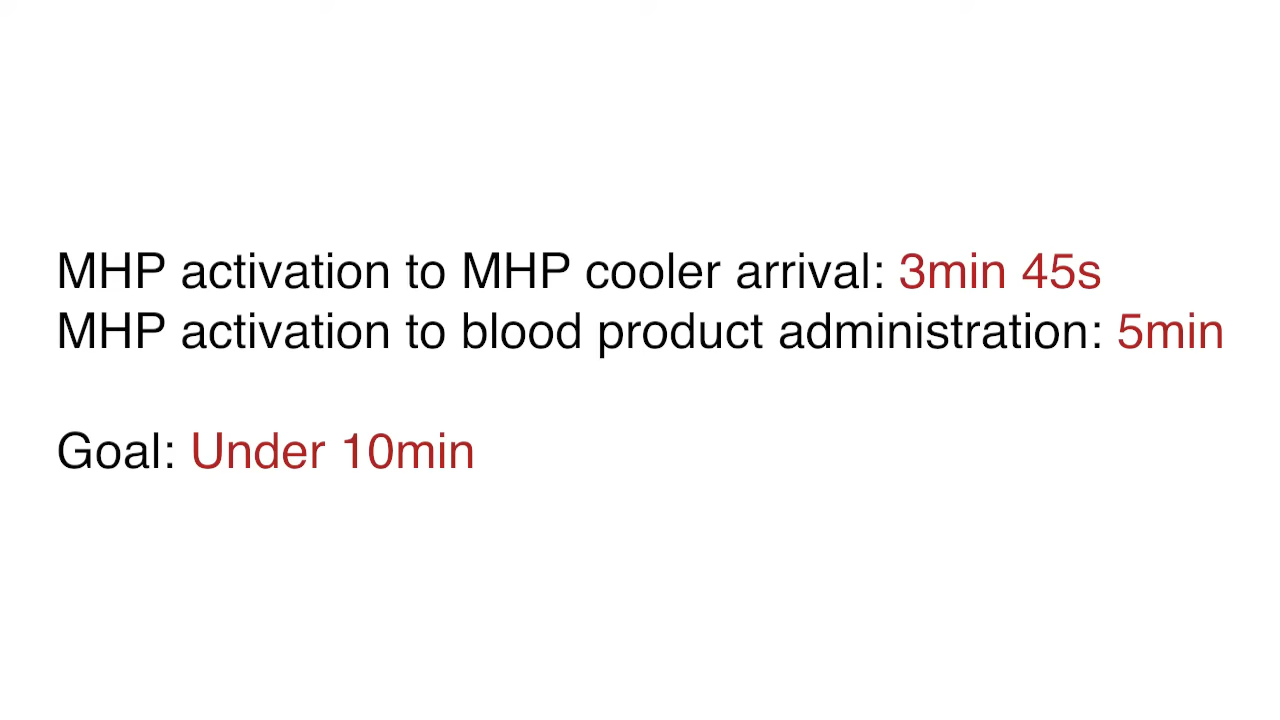 MHP activation to MHP cooler arrival: 3min 45s
MHP activation to blood product administration: 5min
Goal: Under 10min